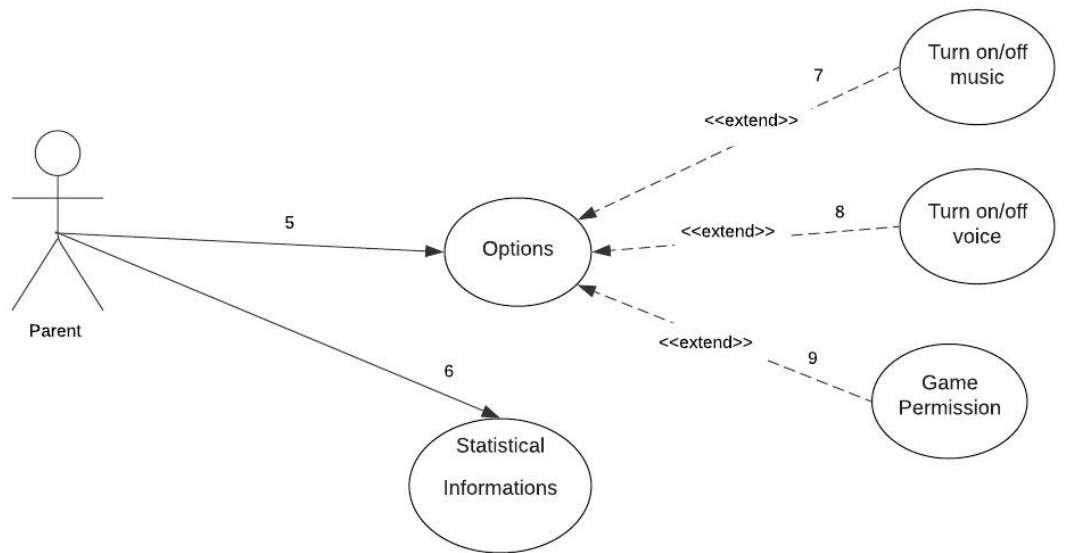 Turn on/off
music
7
<<extend>>
Turn on/off
voice
8
<<extend>>
5
Options
Parent
<<extend>>
9
Game
Permission
6
Statistical
Informations